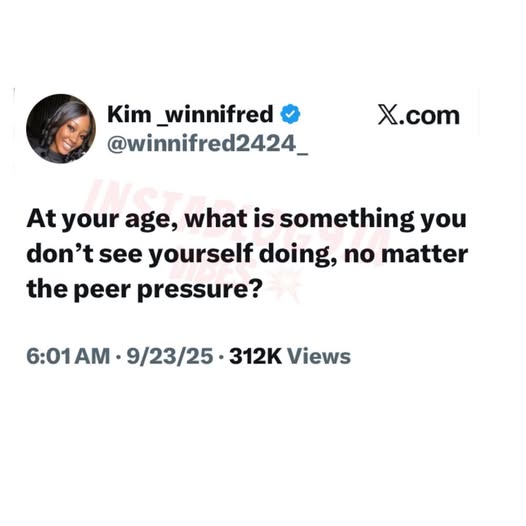 Kim _winnifred
X.com
@winnifred2424_
INSTABLOG9JA
VIBES
At your age, what is something you
don't see yourself doing, no matter
the peer pressure?
6:01 AM · 9/23/25 · 312K Views